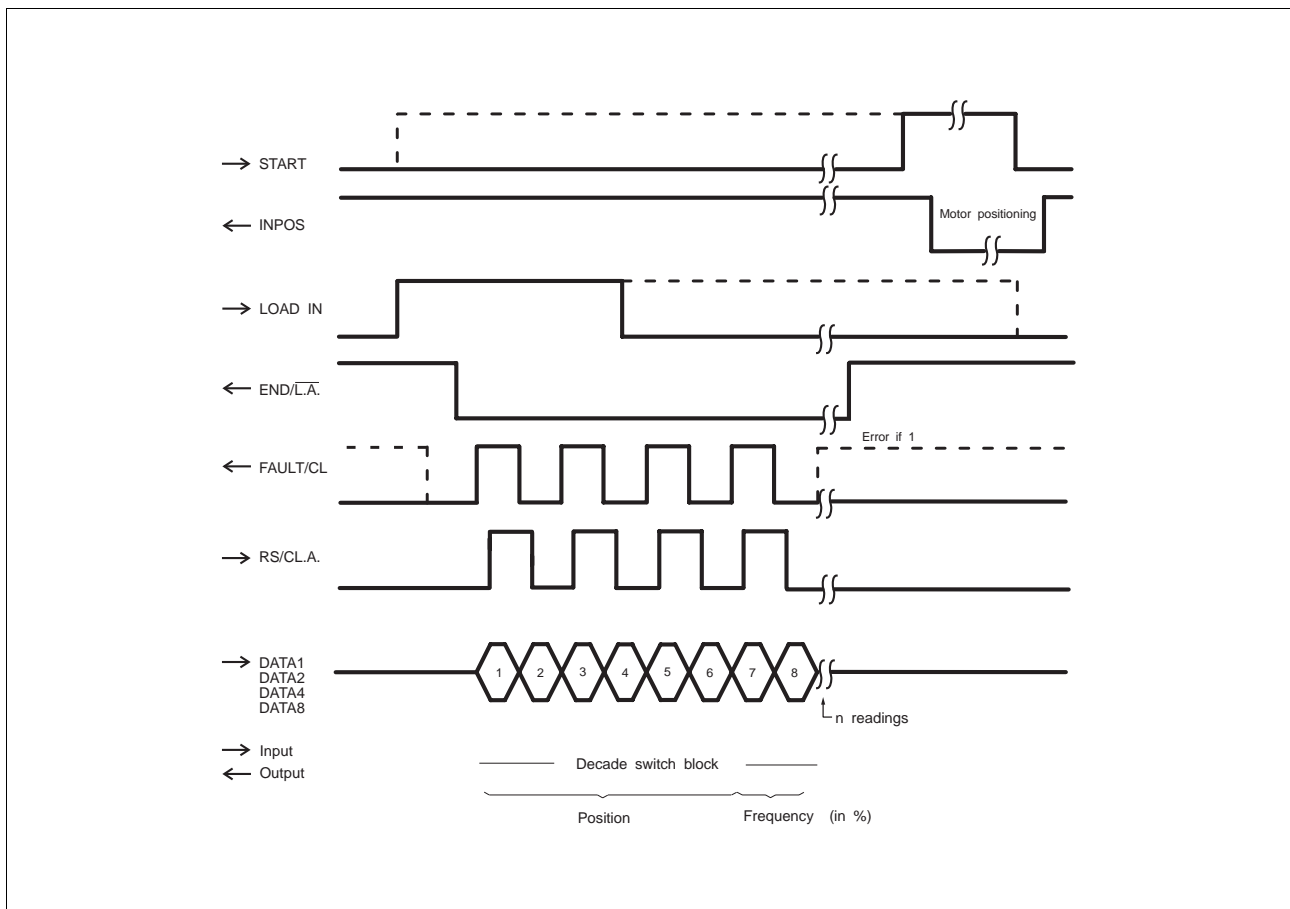 START
INPOS
Motor positioning
LOAD IN
END/L.A.
Error if 1
FAULT/CL
RS/CL.A.
DATA1
DATA2
DATA4
DATA8
1 2 3 4 5 6 7 8
n readings
Input
Output
Decade switch block
Position
Frequency (in %)